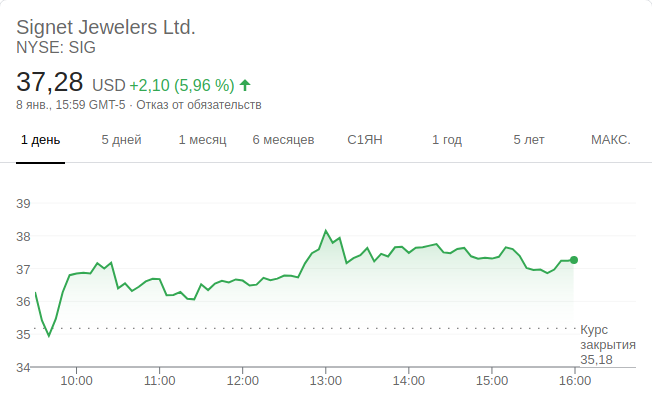 Signet Jewelers Ltd.
NYSE: SIG
37,28 USD +2,10 (5,96 %)
8 янв., 15:59 GMT-5 · Отказ от обязательств
1 день 5 дней 1 месяц 6 месяцев С1ЯН 1 год 5 лет МАКС.
39
38
37
36
35
34
Курс
закрытия
35,18
10:00 11:00 12:00 13:00 14:00 15:00 16:00